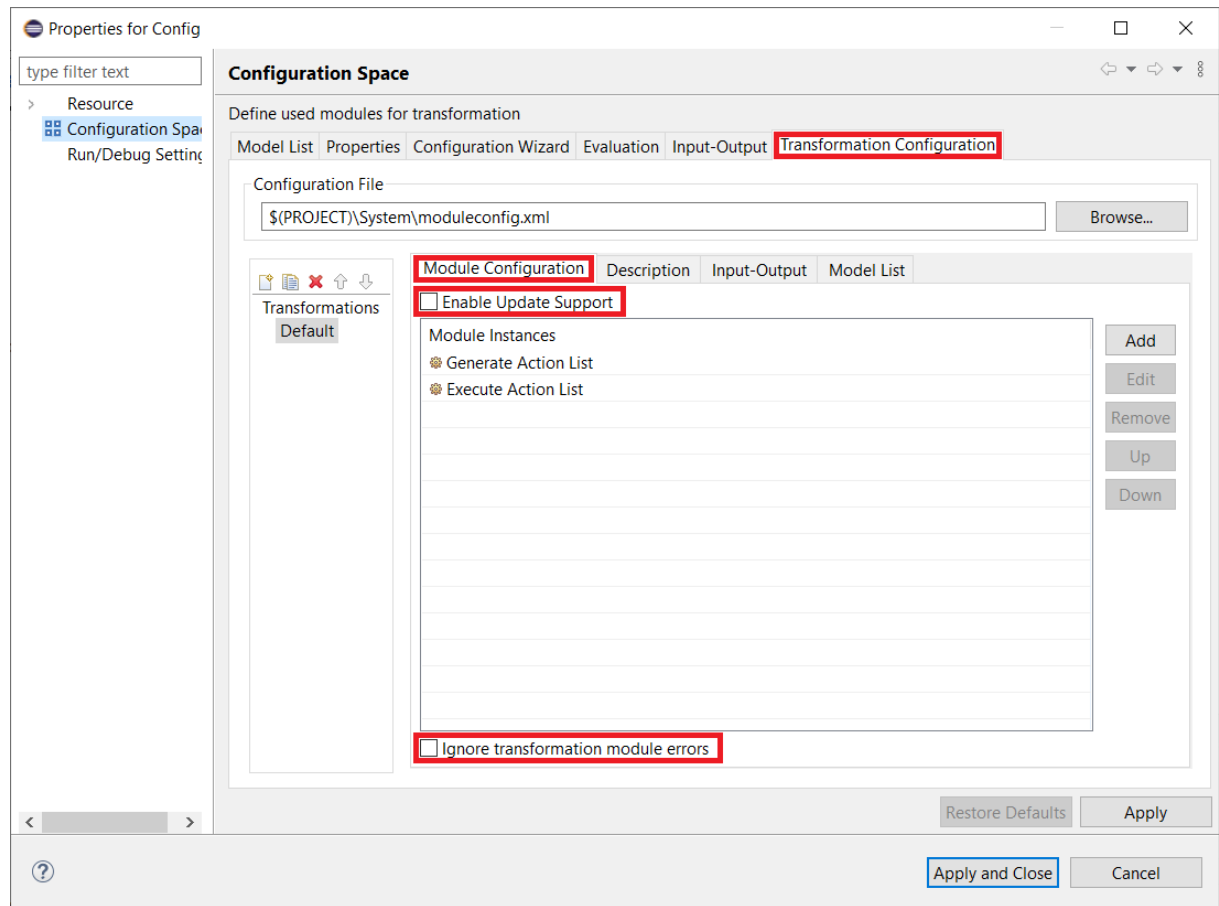 Properties for Config
type filter text
Resource
Configuration Spa
Run/Debug Setting
Configuration Space
Define used modules for transformation
Model List Properties Configuration Wizard Evaluation Input-Output Transformation Configuration
Configuration File
$(PROJECT)\System\moduleconfig.xml
Browse...
Transformations
Default
Module Configuration Description Input-Output Model List
Enable Update Support
Module Instances
Generate Action List
Execute Action List
Add
Edit
Remove
Up
Down
Ignore transformation module errors
Restore Defaults Apply
Apply and Close Cancel